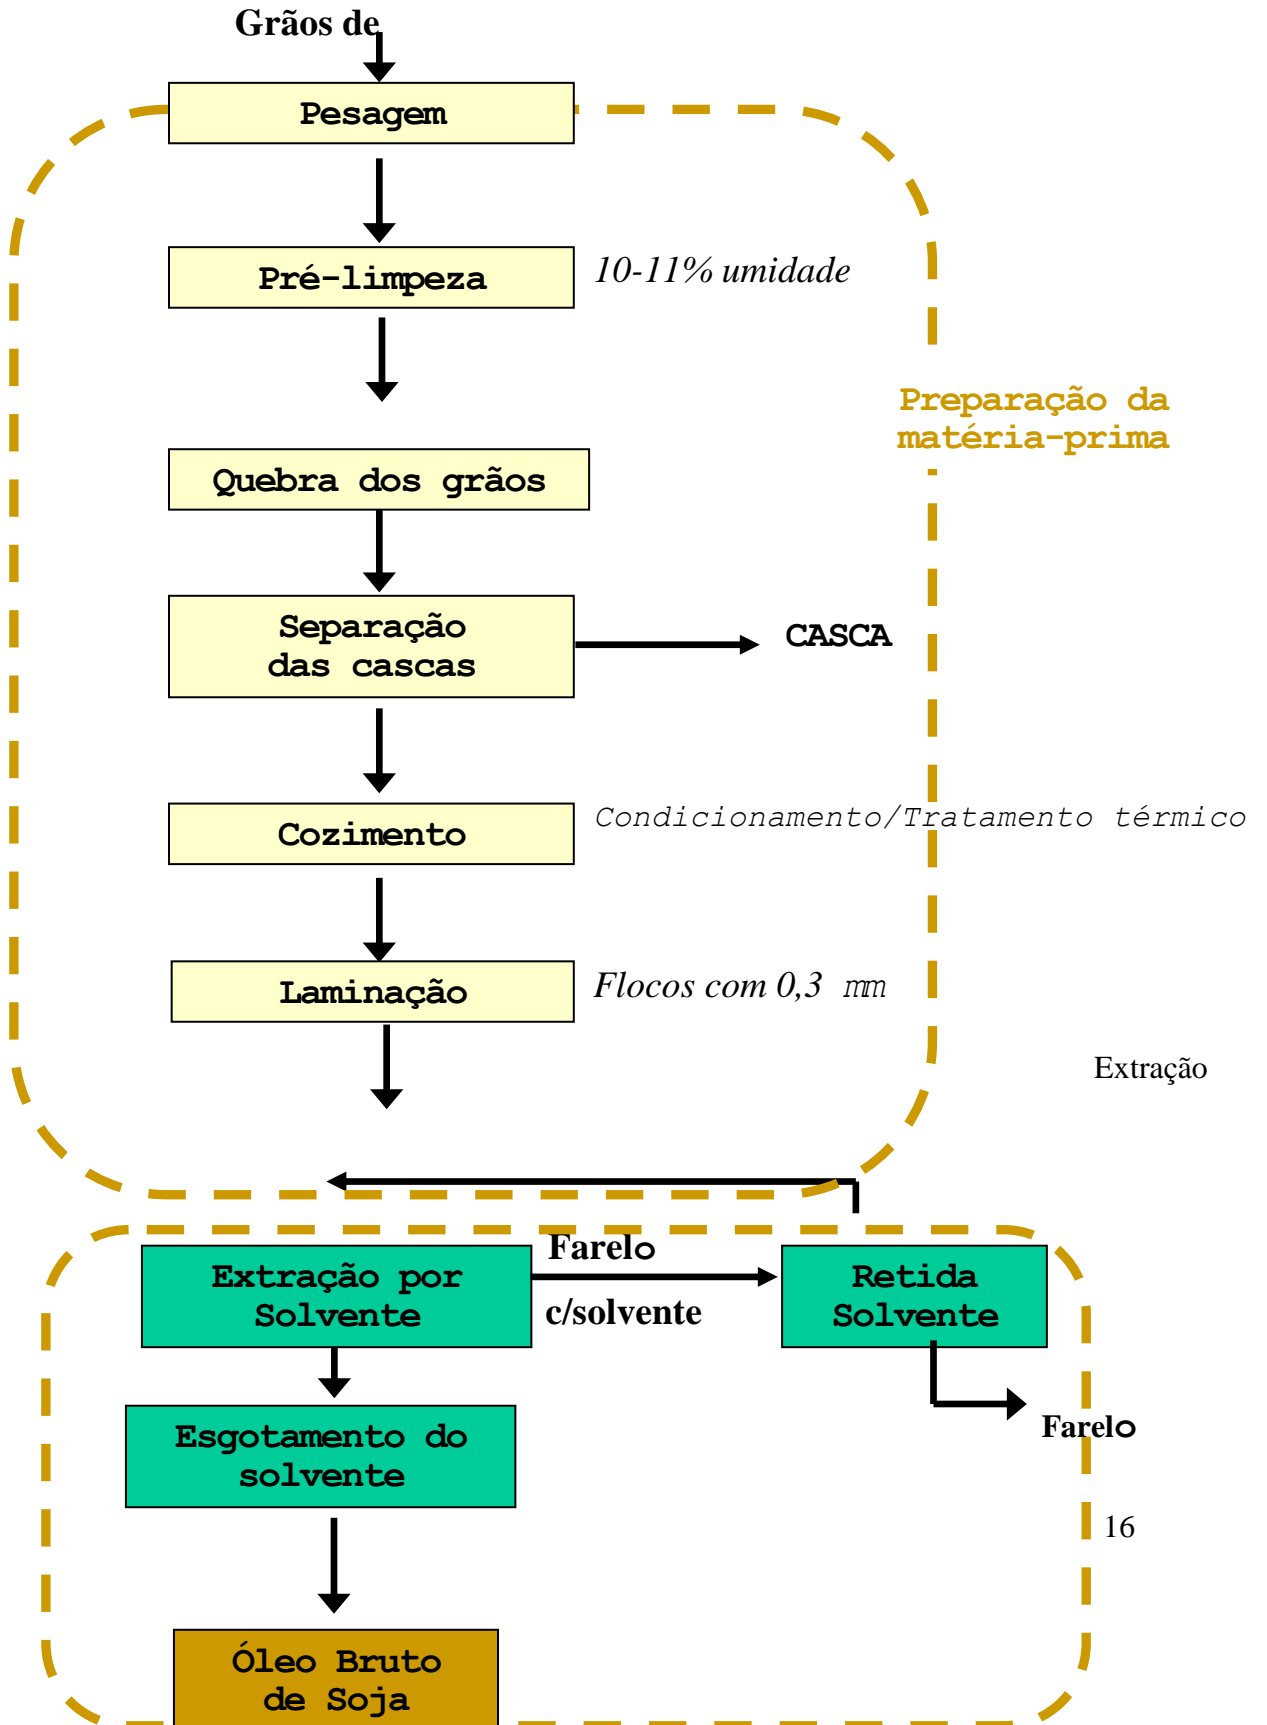 Grãos de
Pesagem
Pré-limpeza
10-11% umidade
Preparação da
matéria-prima
Quebra dos grãos
Separação
das cascas
CASCA
Cozimento
Condicionamento/Tratamento térmico
Laminação
Flocos com 0,3 mm
Extração
Extração por
Solvente
Farelo
c/solvente
Retida
Solvente
Farelo
Esgotamento do
solvente
16
Óleo Bruto
de Soja